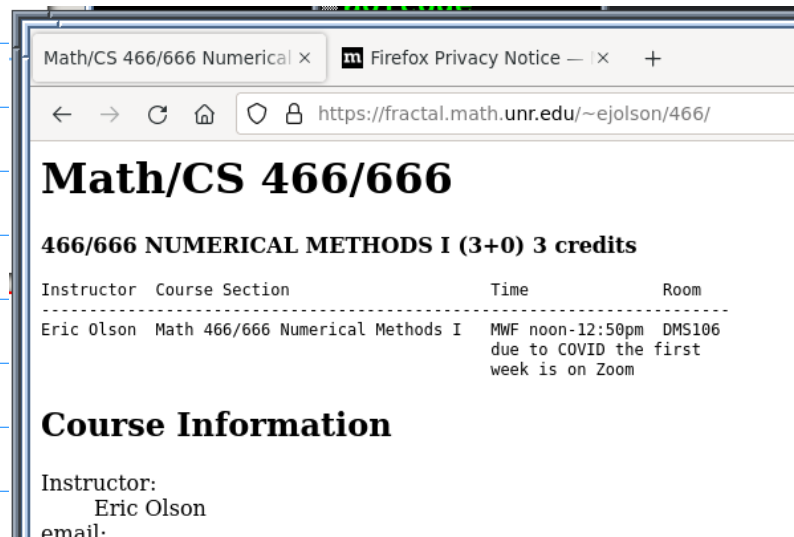 Math/CS 466/666 Numerical
Firefox Privacy Notice —
https://fractal.math.unr.edu/~ejolson/466/
Math/CS 466/666
466/666 NUMERICAL METHODS I (3+0) 3 credits
Instructor Course Section Time Room
-----------------------------------------------------------------------
Eric Olson Math 466/666 Numerical Methods I MWF noon-12:50pm DMS106
due to COVID the first
week is on Zoom
Course Information
Instructor:
Eric Olson
email: